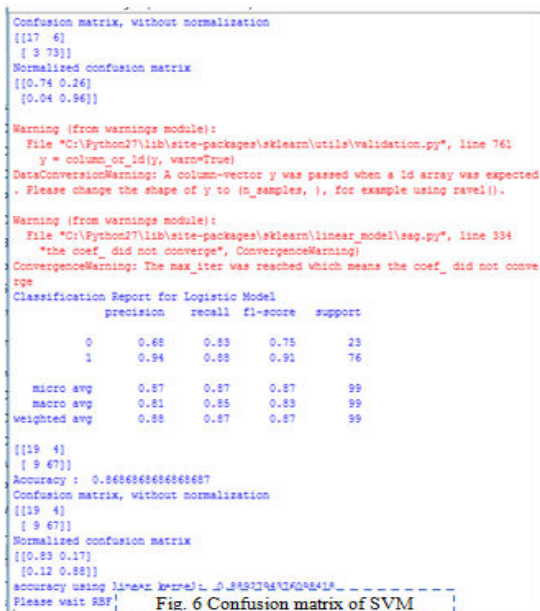 Confusion matrix, without normalization
[[17 6]
[ 3 73]]
Normalized confusion matrix
[[0.74 0.26]
[0.04 0.96]]
Warning (from warnings module):
File "C:\Python27\lib\site-packages\sklearn\utils\validation.py", line 761
y = column_or_1d(y, warn=True)
DataConversionWarning: A column-vector y was passed when a 1d array was expected
. Please change the shape of y to (n_samples, ), for example using ravel().
Warning (from warnings module):
File "C:\Python27\lib\site-packages\sklearn\linear_model\sag.py", line 334
"the coef_ did not converge", ConvergenceWarning)
ConvergenceWarning: The max_iter was reached which means the coef_ did not conve
rge
Classification Report for Logistic Model
precision recall f1-score support
0 0.68 0.83 0.75 23
1 0.94 0.88 0.91 76
micro avg 0.87 0.87 0.87 99
macro avg 0.81 0.85 0.83 99
weighted avg 0.88 0.87 0.87 99
[[19 4]
[ 9 67]]
Accuracy : 0.8686868686868687
Confusion matrix, without normalization
[[19 4]
[ 9 67]]
Normalized confusion matrix
[[0.83 0.17]
[0.12 0.88]]
accuracy using linear kernel: 0.8892794376098418
Please wait RBF
Fig. 6 Confusion matrix of SVM